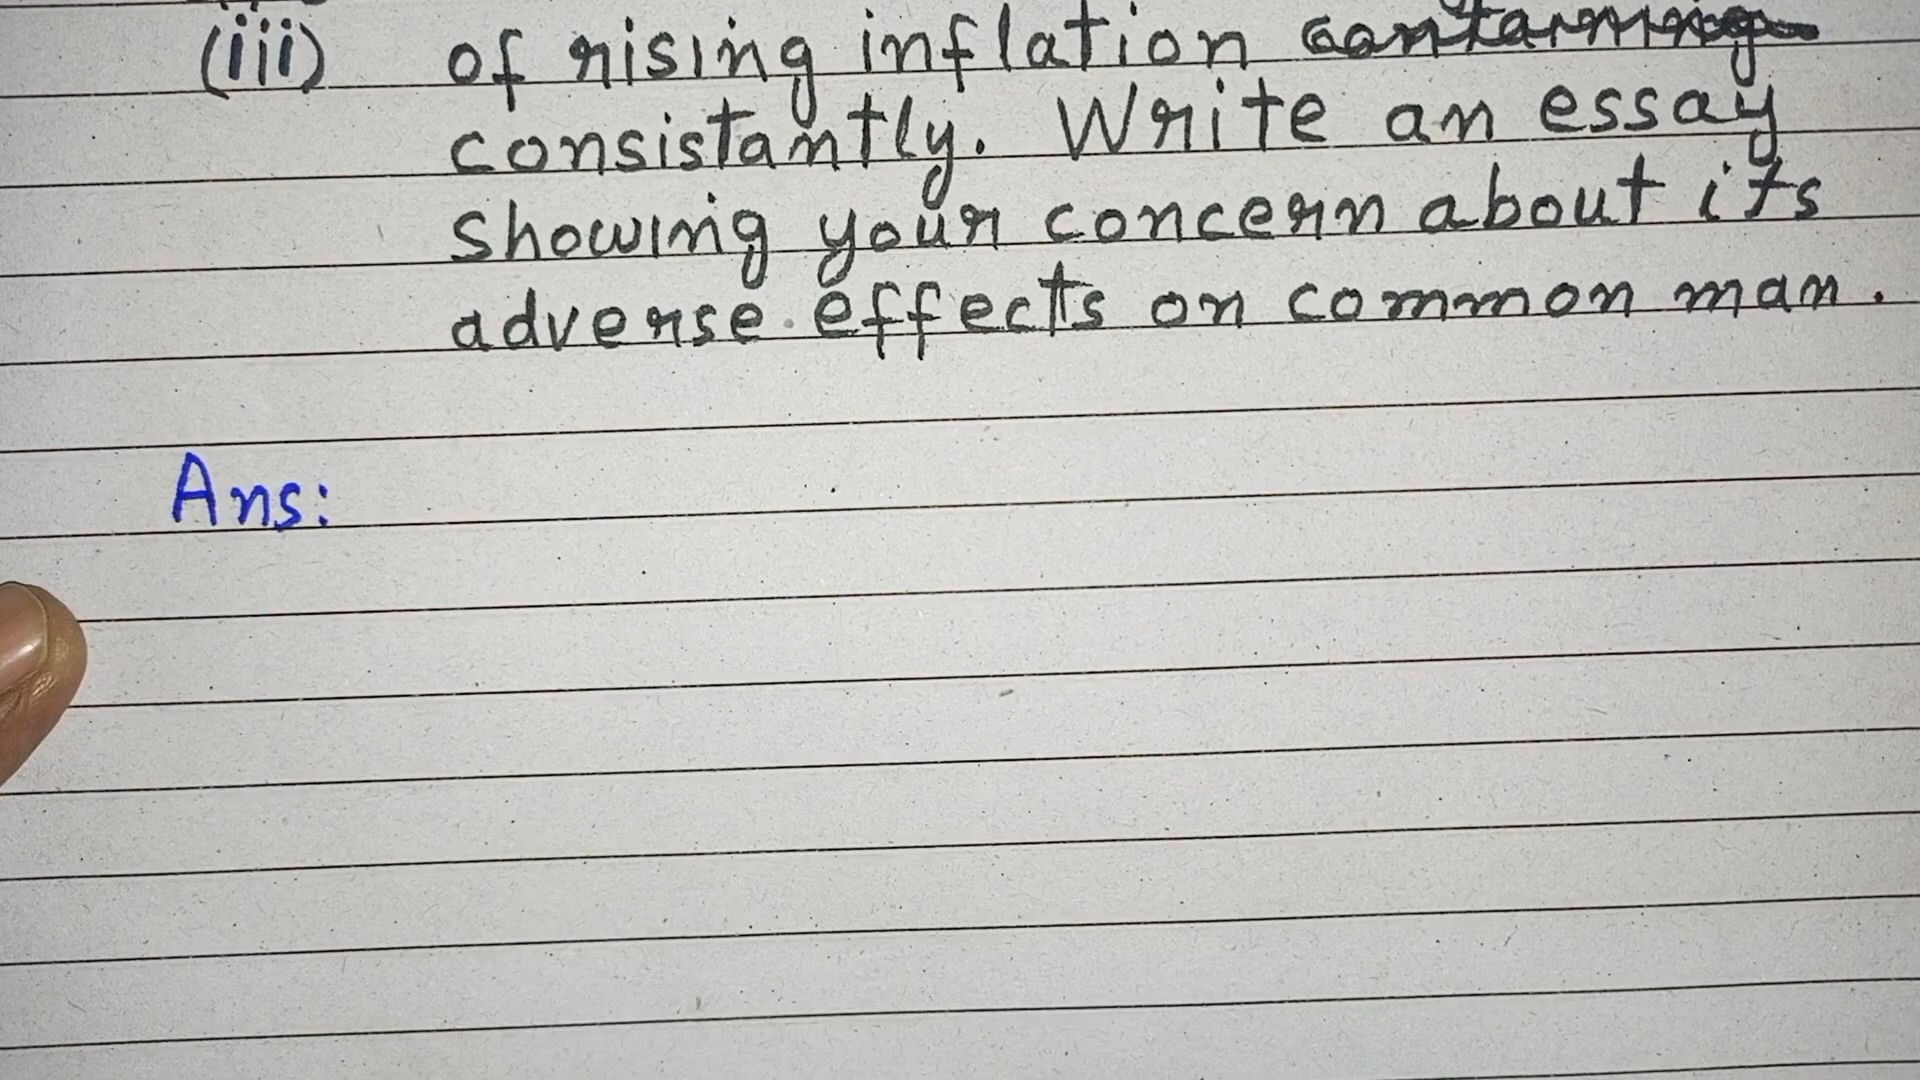 (iii) of rising inflation
consistantly. Write an essay
showing your concern about its
adverse effects on common man.
Ans: